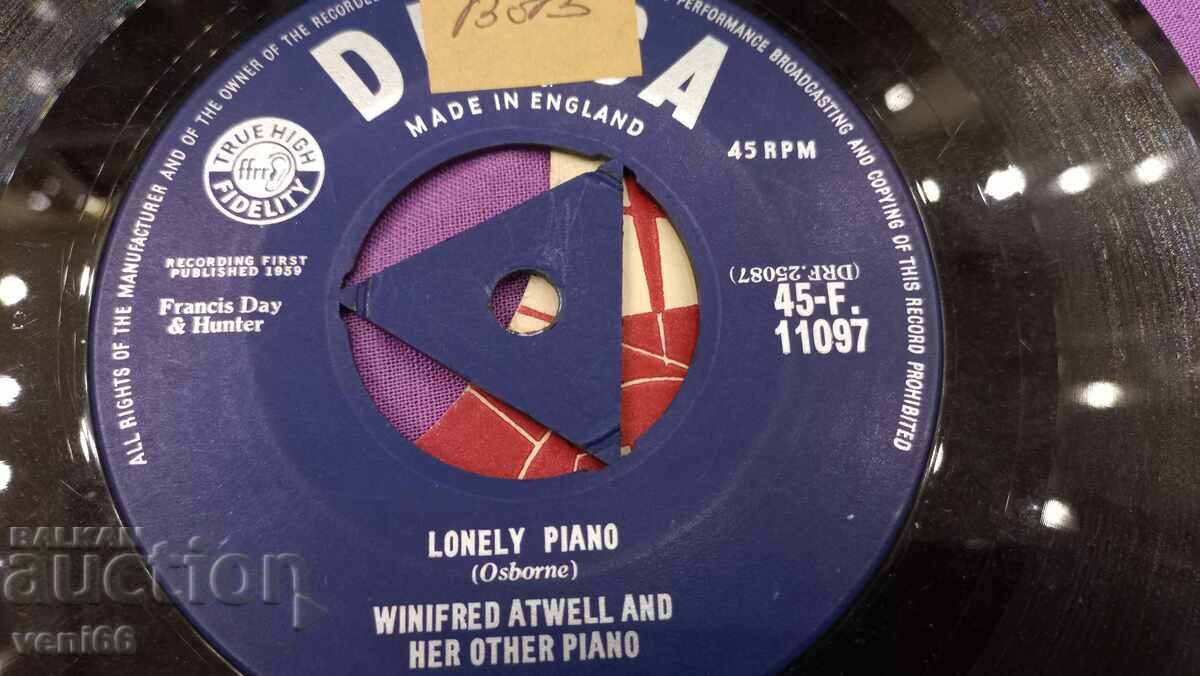 ALL RIGHTS OF THE MANUFACTURER AND OF THE OWNER OF THE RECORDED
PERFORMANCE BROADCASTING AND COPYING OF THIS RECORD PROHIBITED
D CA
MADE IN ENGLAND
TRUE HIGH
ffrr
FIDELITY
45 RPM
RECORDING FIRST
PUBLISHED 1959
Francis Day
& Hunter
(DRF.25087)
45-F.
11097
LONELY PIANO
(Osborne)
WINIFRED ATWELL AND
HER OTHER PIANO
BALKAN
auction
veni66